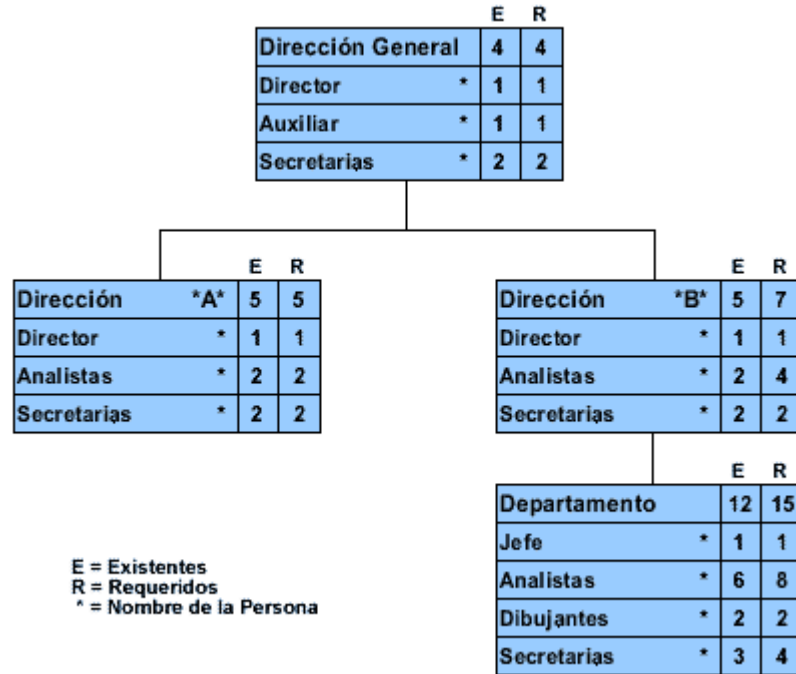 E R
Dirección General 4 4
Director * 1 1
Auxiliar * 1 1
Secretarias * 2 2
E R
Dirección *A* 5 5
Director * 1 1
Analistas * 2 2
Secretarias * 2 2
E R
Dirección *B* 5 7
Director * 1 1
Analistas * 2 4
Secretarias * 2 2
E R
Departamento 12 15
Jefe * 1 1
Analistas * 6 8
Dibujantes * 2 2
Secretarias * 3 4
E = Existentes
R = Requeridos
* = Nombre de la Persona